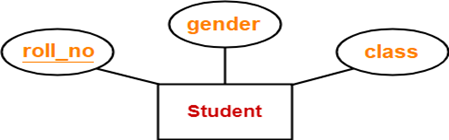 gender
roll_no
class
Student